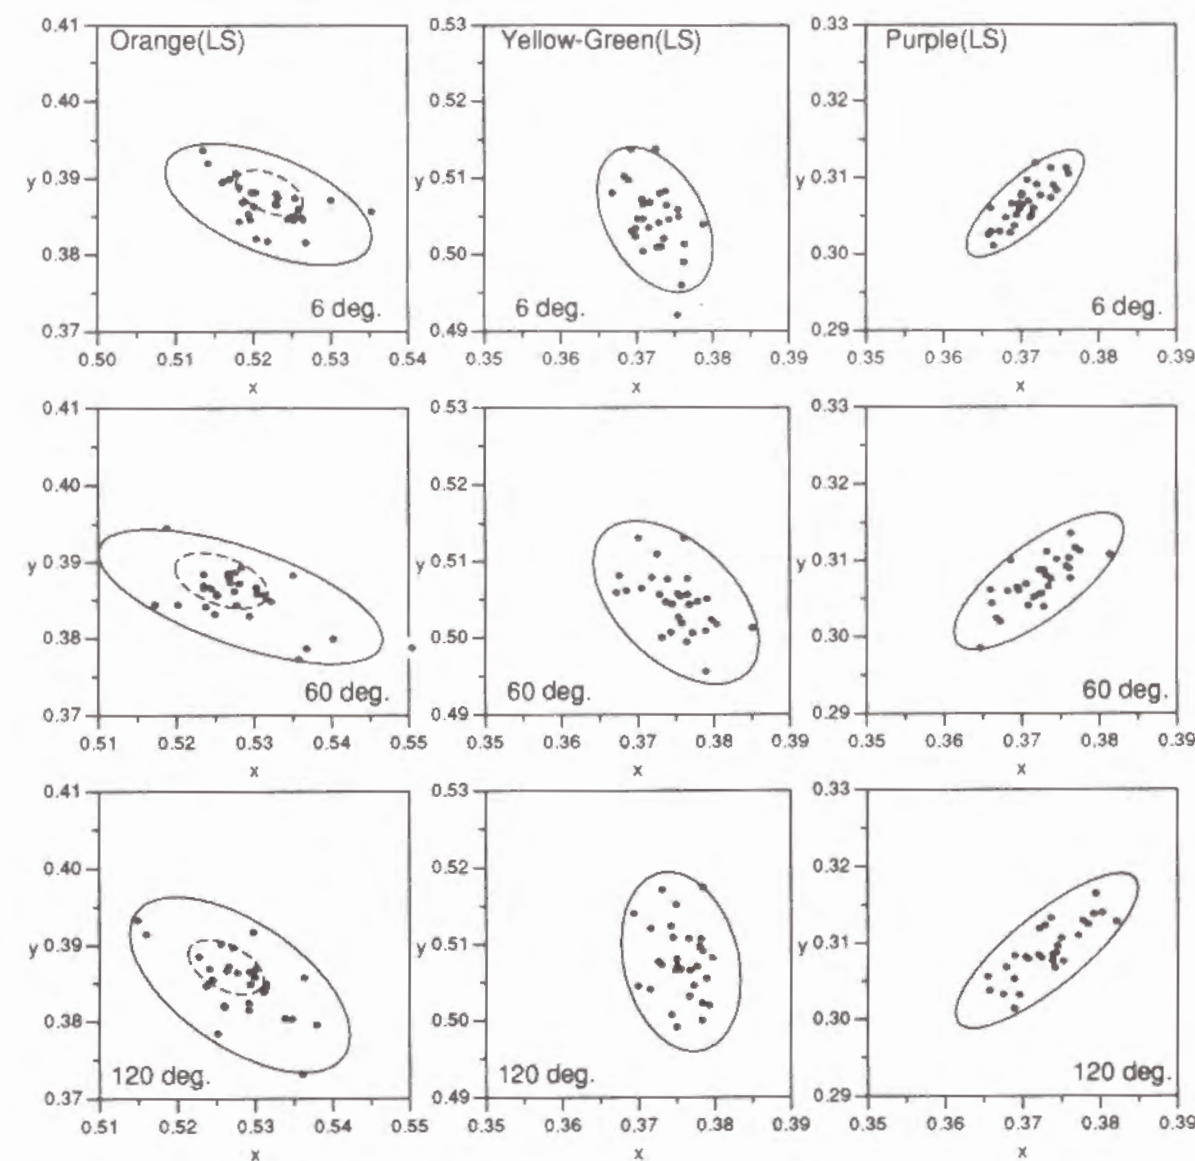 0.41 0.53 0.33
Orange(LS) Yellow-Green(LS) Purple(LS)
0.40 0.52 0.32
y 0.39 y 0.51 y 0.31
0.38 0.50 0.30
6 deg. 6 deg. 6 deg.
0.37 0.49 0.29
0.50 0.51 0.52 0.53 0.54 0.35 0.36 0.37 0.38 0.39 0.35 0.36 0.37 0.38 0.39
x x x
0.41 0.53 0.33
0.40 0.52 0.32
y 0.39 y 0.51 y 0.31
0.38 0.50 0.30
60 deg. 60 deg. 60 deg.
0.37 0.49 0.29
0.51 0.52 0.53 0.54 0.55 0.35 0.36 0.37 0.38 0.39 0.35 0.36 0.37 0.38 0.39
x x x
0.41 0.53 0.33
0.40 0.52 0.32
y 0.39 y 0.51 y 0.31
0.38 0.50 0.30
120 deg. 120 deg. 120 deg.
0.37 0.49 0.29
0.51 0.52 0.53 0.54 0.55 0.35 0.36 0.37 0.38 0.39 0.35 0.36 0.37 0.38 0.39
x x x